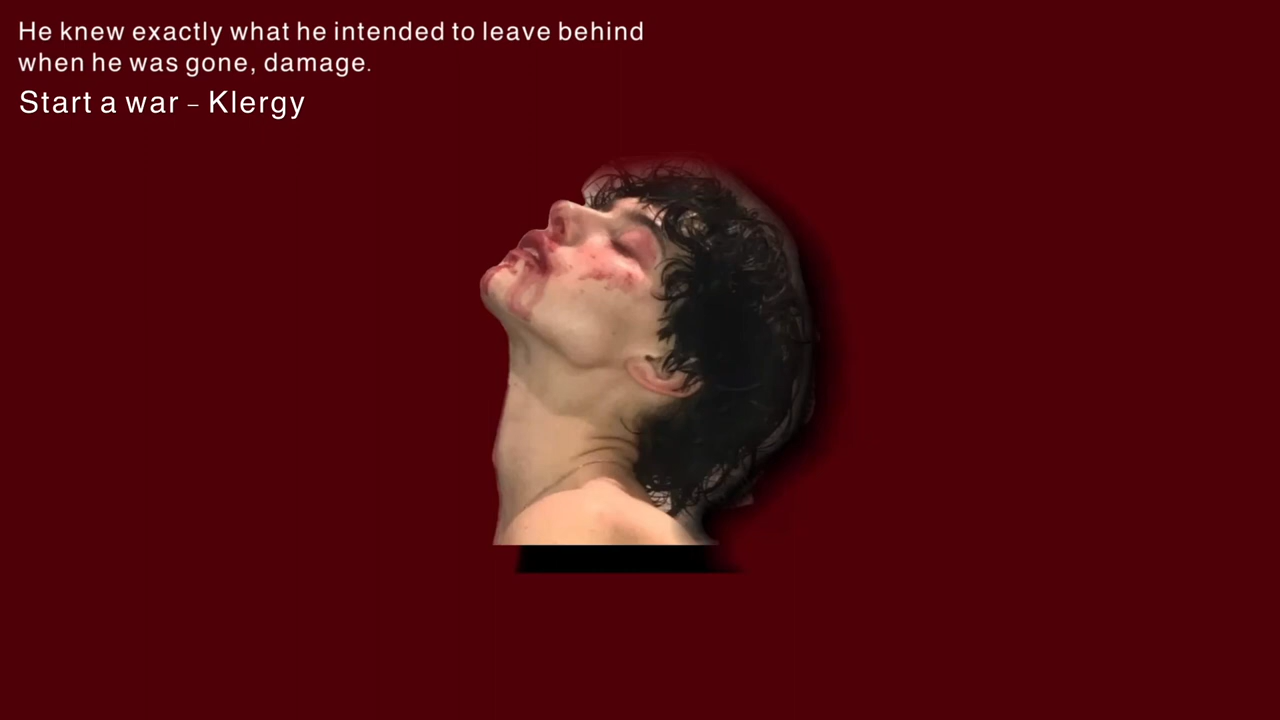 He knew exactly what he intended to leave behind
when he was gone, damage.
Start a war – Klergy